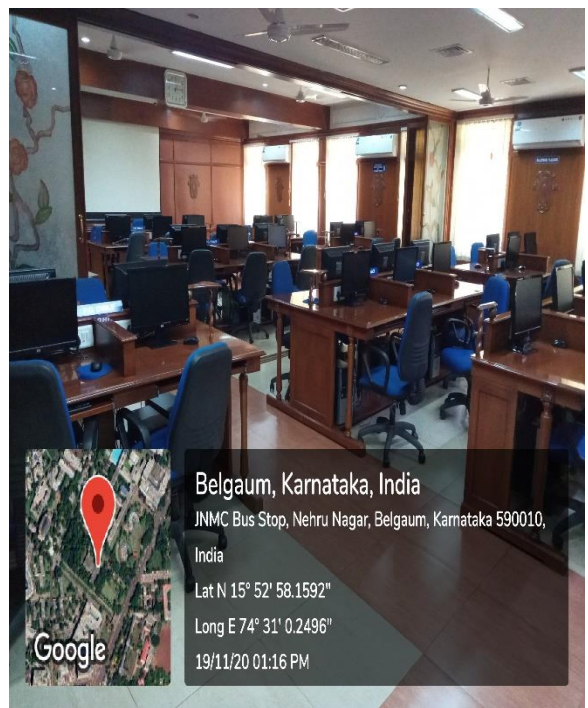 Belgaum, Karnataka, India
JNMC Bus Stop, Nehru Nagar, Belgaum, Karnataka 590010,
India
Lat N 15° 52' 58.1592"
Long E 74° 31' 0.2496"
19/11/20 01:16 PM
Google